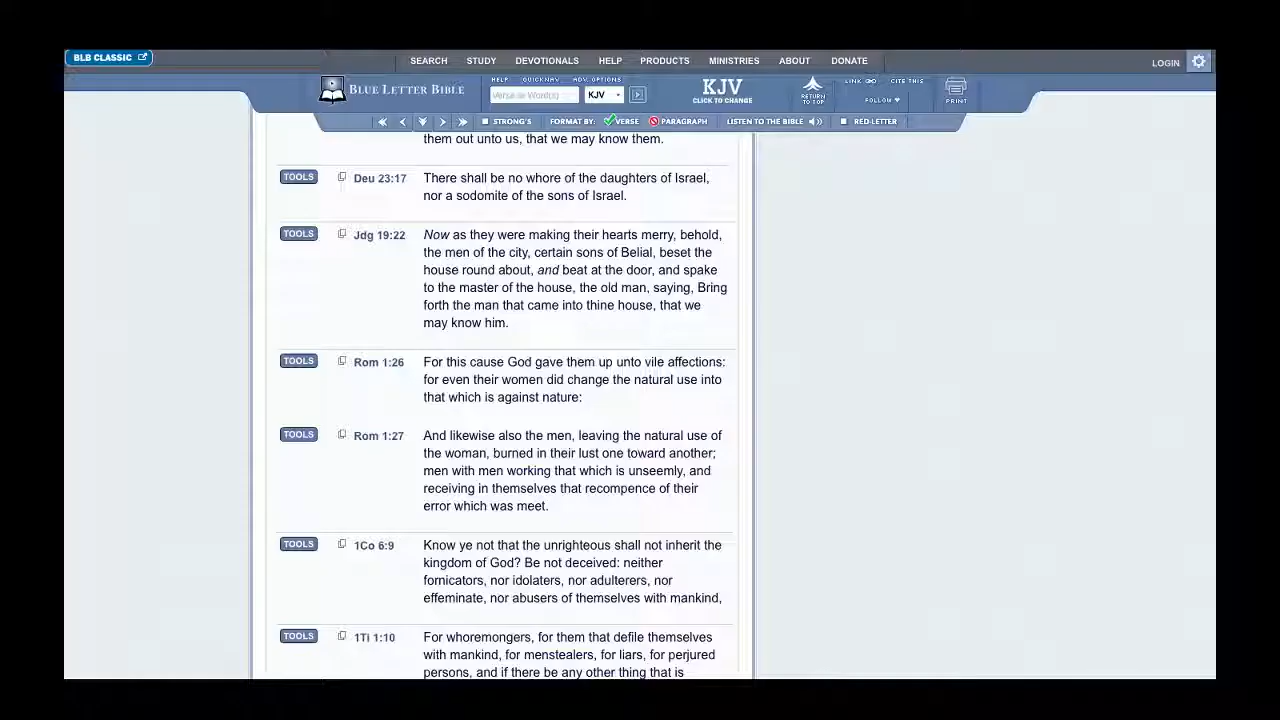 BLB CLASSIC
SEARCH STUDY DEVOTIONALS HELP PRODUCTS MINISTRIES ABOUT DONATE
LOGIN
BLUE LETTER BIBLE
HELP QUICKNAV ADV. OPTIONS
Verse or Word(s)
KJV
KJV
CLICK TO CHANGE
RETURN
TO TOP
LINK
CITE THIS
FOLLOW
PRINT
STRONG'S FORMAT BY: VERSE PARAGRAPH LISTEN TO THE BIBLE RED-LETTER
them out unto us, that we may know them.
TOOLS Deu 23:17 There shall be no whore of the daughters of Israel,
nor a sodomite of the sons of Israel.
TOOLS Jdg 19:22 Now as they were making their hearts merry, behold,
the men of the city, certain sons of Belial, beset the
house round about, and beat at the door, and spake
to the master of the house, the old man, saying, Bring
forth the man that came into thine house, that we
may know him.
TOOLS Rom 1:26 For this cause God gave them up unto vile affections:
for even their women did change the natural use into
that which is against nature:
TOOLS Rom 1:27 And likewise also the men, leaving the natural use of
the woman, burned in their lust one toward another;
men with men working that which is unseemly, and
receiving in themselves that recompence of their
error which was meet.
TOOLS 1Co 6:9 Know ye not that the unrighteous shall not inherit the
kingdom of God? Be not deceived: neither
fornicators, nor idolaters, nor adulterers, nor
effeminate, nor abusers of themselves with mankind,
TOOLS 1Ti 1:10 For whoremongers, for them that defile themselves
with mankind, for menstealers, for liars, for perjured
persons, and if there be any other thing that is